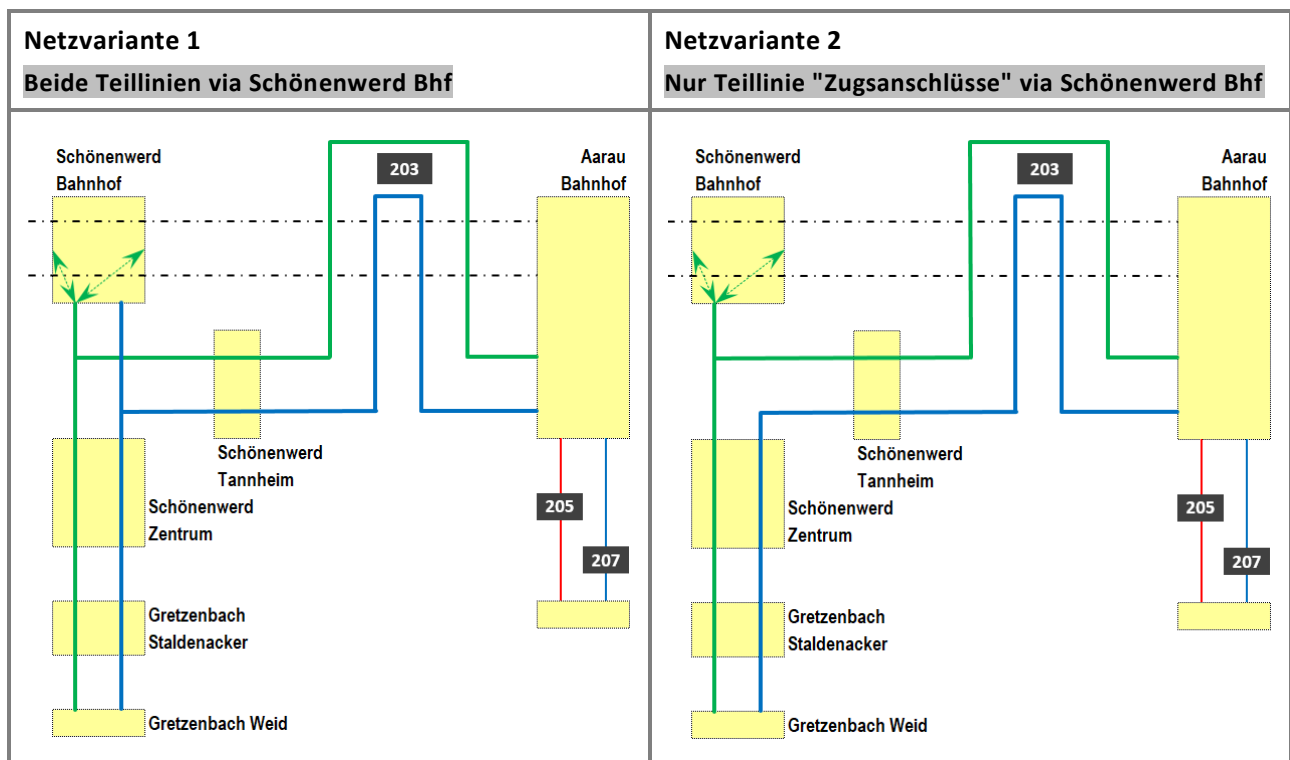 Netzvariante 1
Beide Teillinien via Schönenwerd Bhf
Schönenwerd
Bahnhof
203
Aarau
Bahnhof
Schönenwerd
Tannheim
Schönenwerd
Zentrum
205
207
Gretzenbach
Staldenacker
Gretzenbach Weid
Netzvariante 2
Nur Teillinie "Zugsanschlüsse" via Schönenwerd Bhf
Schönenwerd
Bahnhof
203
Aarau
Bahnhof
Schönenwerd
Tannheim
Schönenwerd
Zentrum
205
207
Gretzenbach
Staldenacker
Gretzenbach Weid